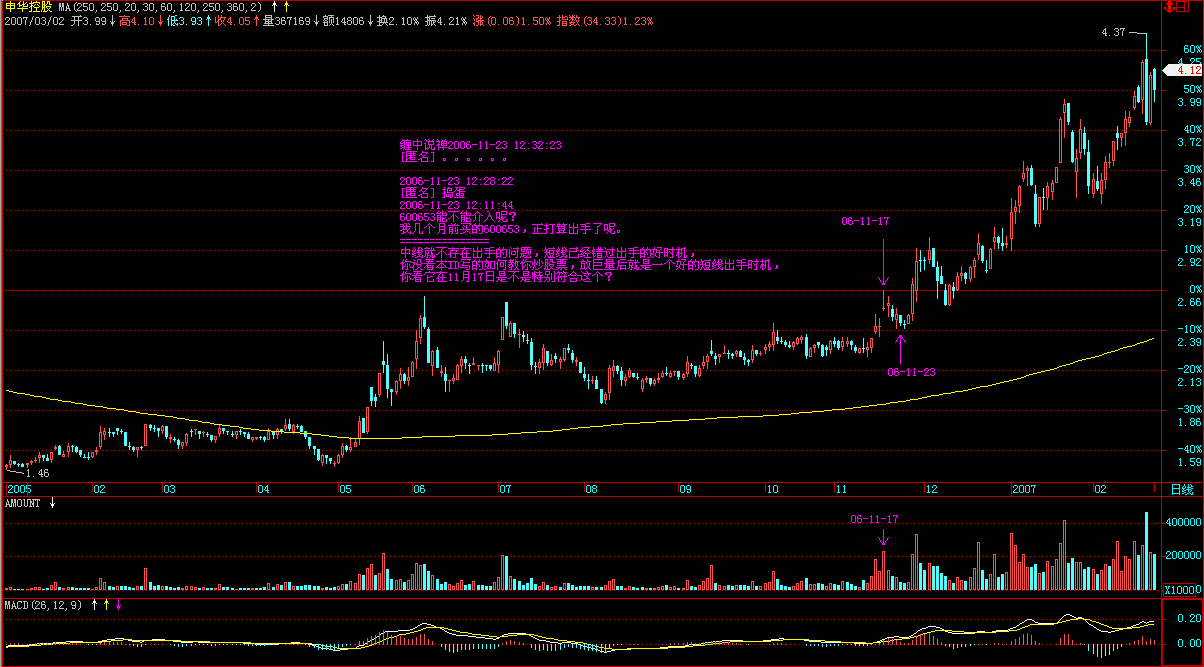 申华控股 MA(250,250,20,30,60,120,250,360,2) ↑ ↑
2007/03/02 开3.99↓高4.10↓低3.93↑收4.05↑量367169↓额14806↓换2.10% 振4.21% 涨(0.06)1.50% 指数(34.33)1.23%
4.37
60%
4.25
4.12
50%
3.99
40%
3.72
30%
3.46
20%
3.19
10%
2.92
0%
2.66
-10%
2.39
-20%
2.13
-30%
1.86
-40%
1.59
缠中说禅2006-11-23 12:32:23
[匿名] 。。。。。。
2006-11-23 12:28:22
[匿名] 捣蛋
2006-11-23 12:11:44
600653能不能介入呢?
我几个月前买的600653，正打算出手了呢。
===============
中线就不存在出手的问题，短线已经错过出手的好时机，
你没看本ID写的如何教你炒股票，放巨量后就是一个好的短线出手时机，
你看它在11月17日是不是特别符合这个?
06-11-17
06-11-23
1.46
2005 02 03 04 05 06 07 08 09 10 11 12 2007 02 日线
AMOUNT ↓
06-11-17
400000
200000
X10000
MACD(26,12,9) ↑ ↑ ↓
0.20
0.00